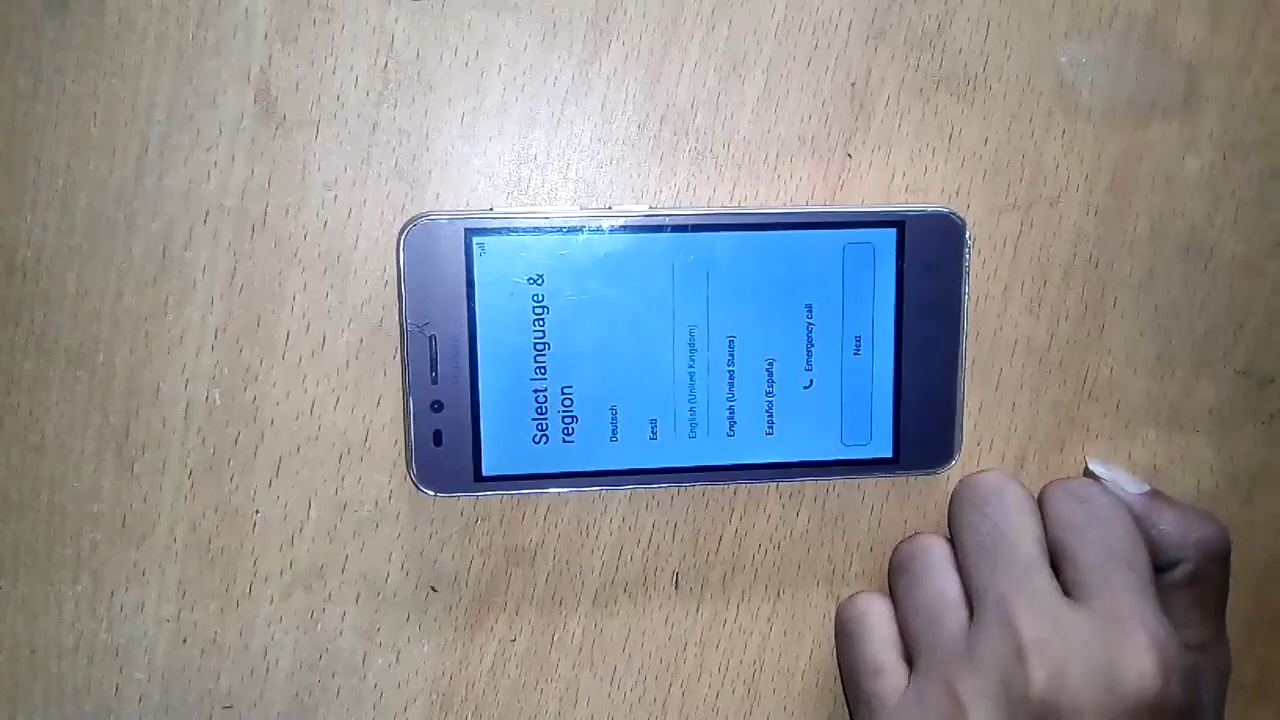 Select language &
region
Deutsch
Eesti
English (United Kingdom)
English (United States)
Español (España)
Emergency call
Next